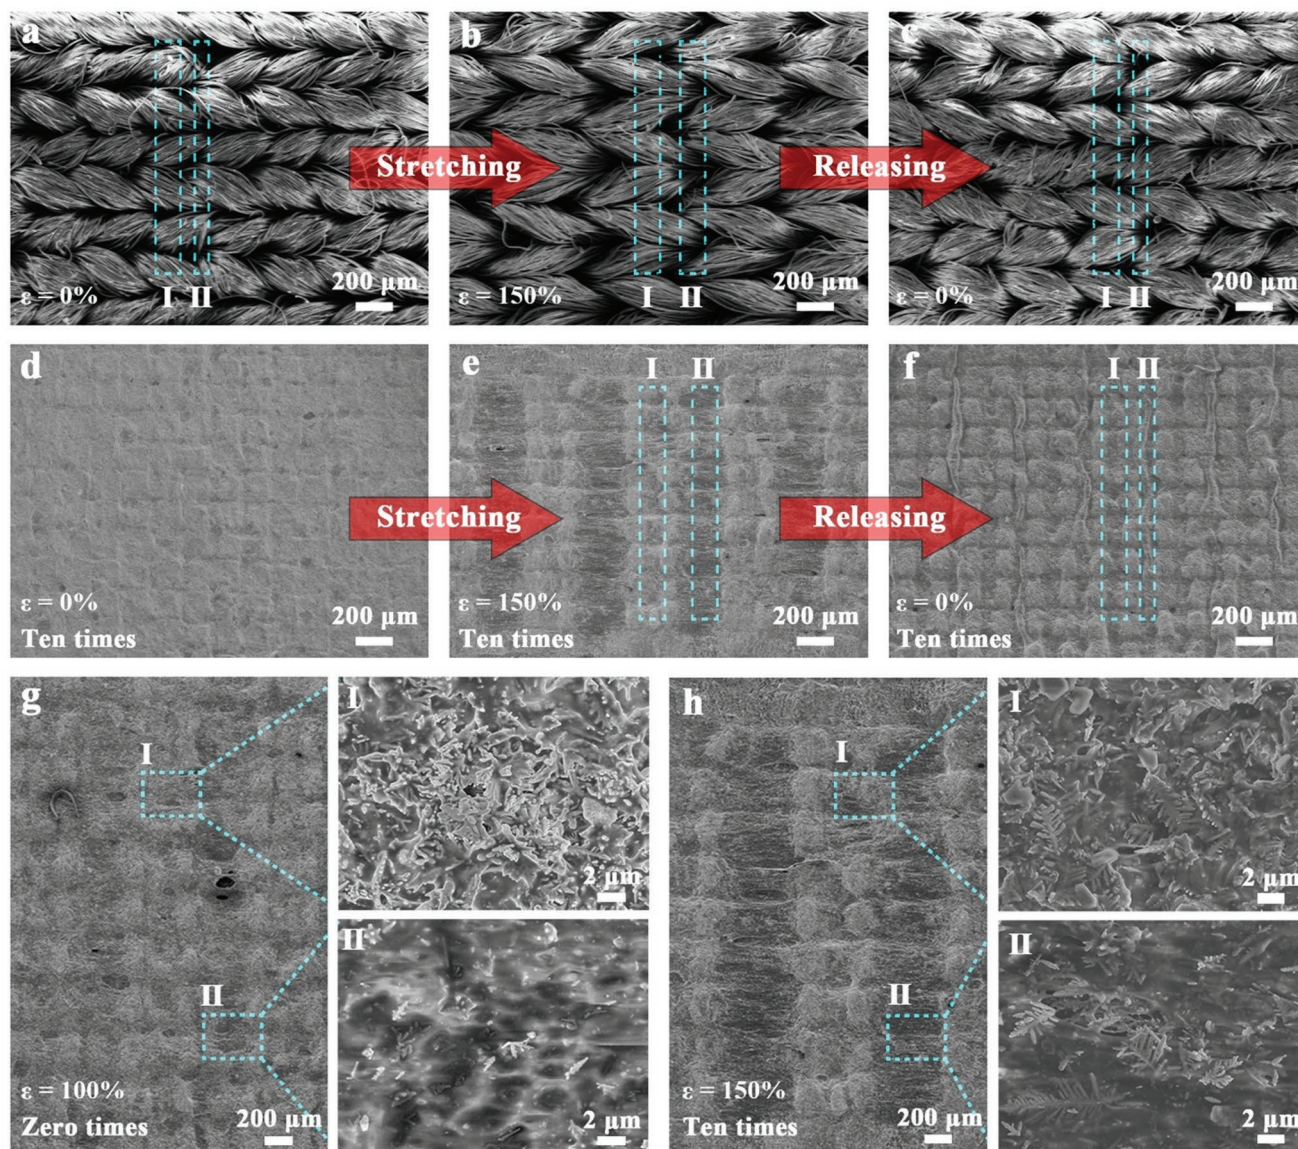 a
b
c
Stretching
Releasing
ε = 0%
I
II
200 μm
ε = 150%
I
II
200 μm
ε = 0%
I
II
200 μm
d
e
I
II
f
I
II
Stretching
Releasing
ε = 0%
Ten times
200 μm
ε = 150%
Ten times
200 μm
ε = 0%
Ten times
200 μm
g
I
II
ε = 100%
Zero times
200 μm
I
2 μm
II
2 μm
h
I
II
ε = 150%
Ten times
200 μm
I
2 μm
II
2 μm